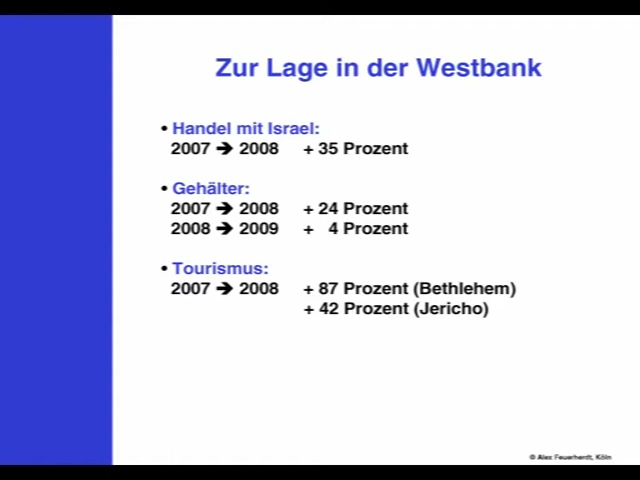 Zur Lage in der Westbank
• Handel mit Israel:
2007 ➔ 2008 + 35 Prozent
• Gehälter:
2007 ➔ 2008 + 24 Prozent
2008 ➔ 2009 + 4 Prozent
• Tourismus:
2007 ➔ 2008 + 87 Prozent (Bethlehem)
+ 42 Prozent (Jericho)
© Alex Feuerherdt, Köln